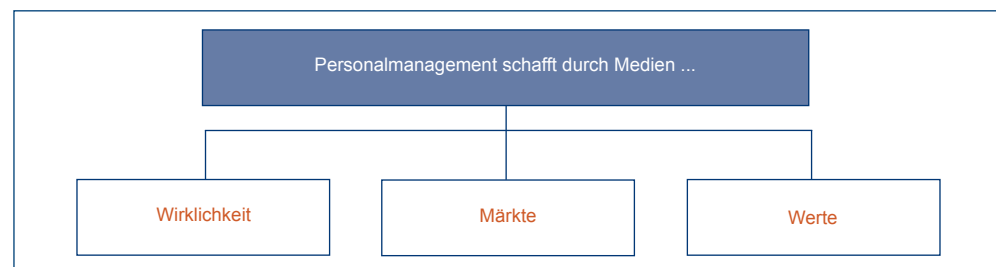 Personalmanagement schafft durch Medien ...
Wirklichkeit
Märkte
Werte